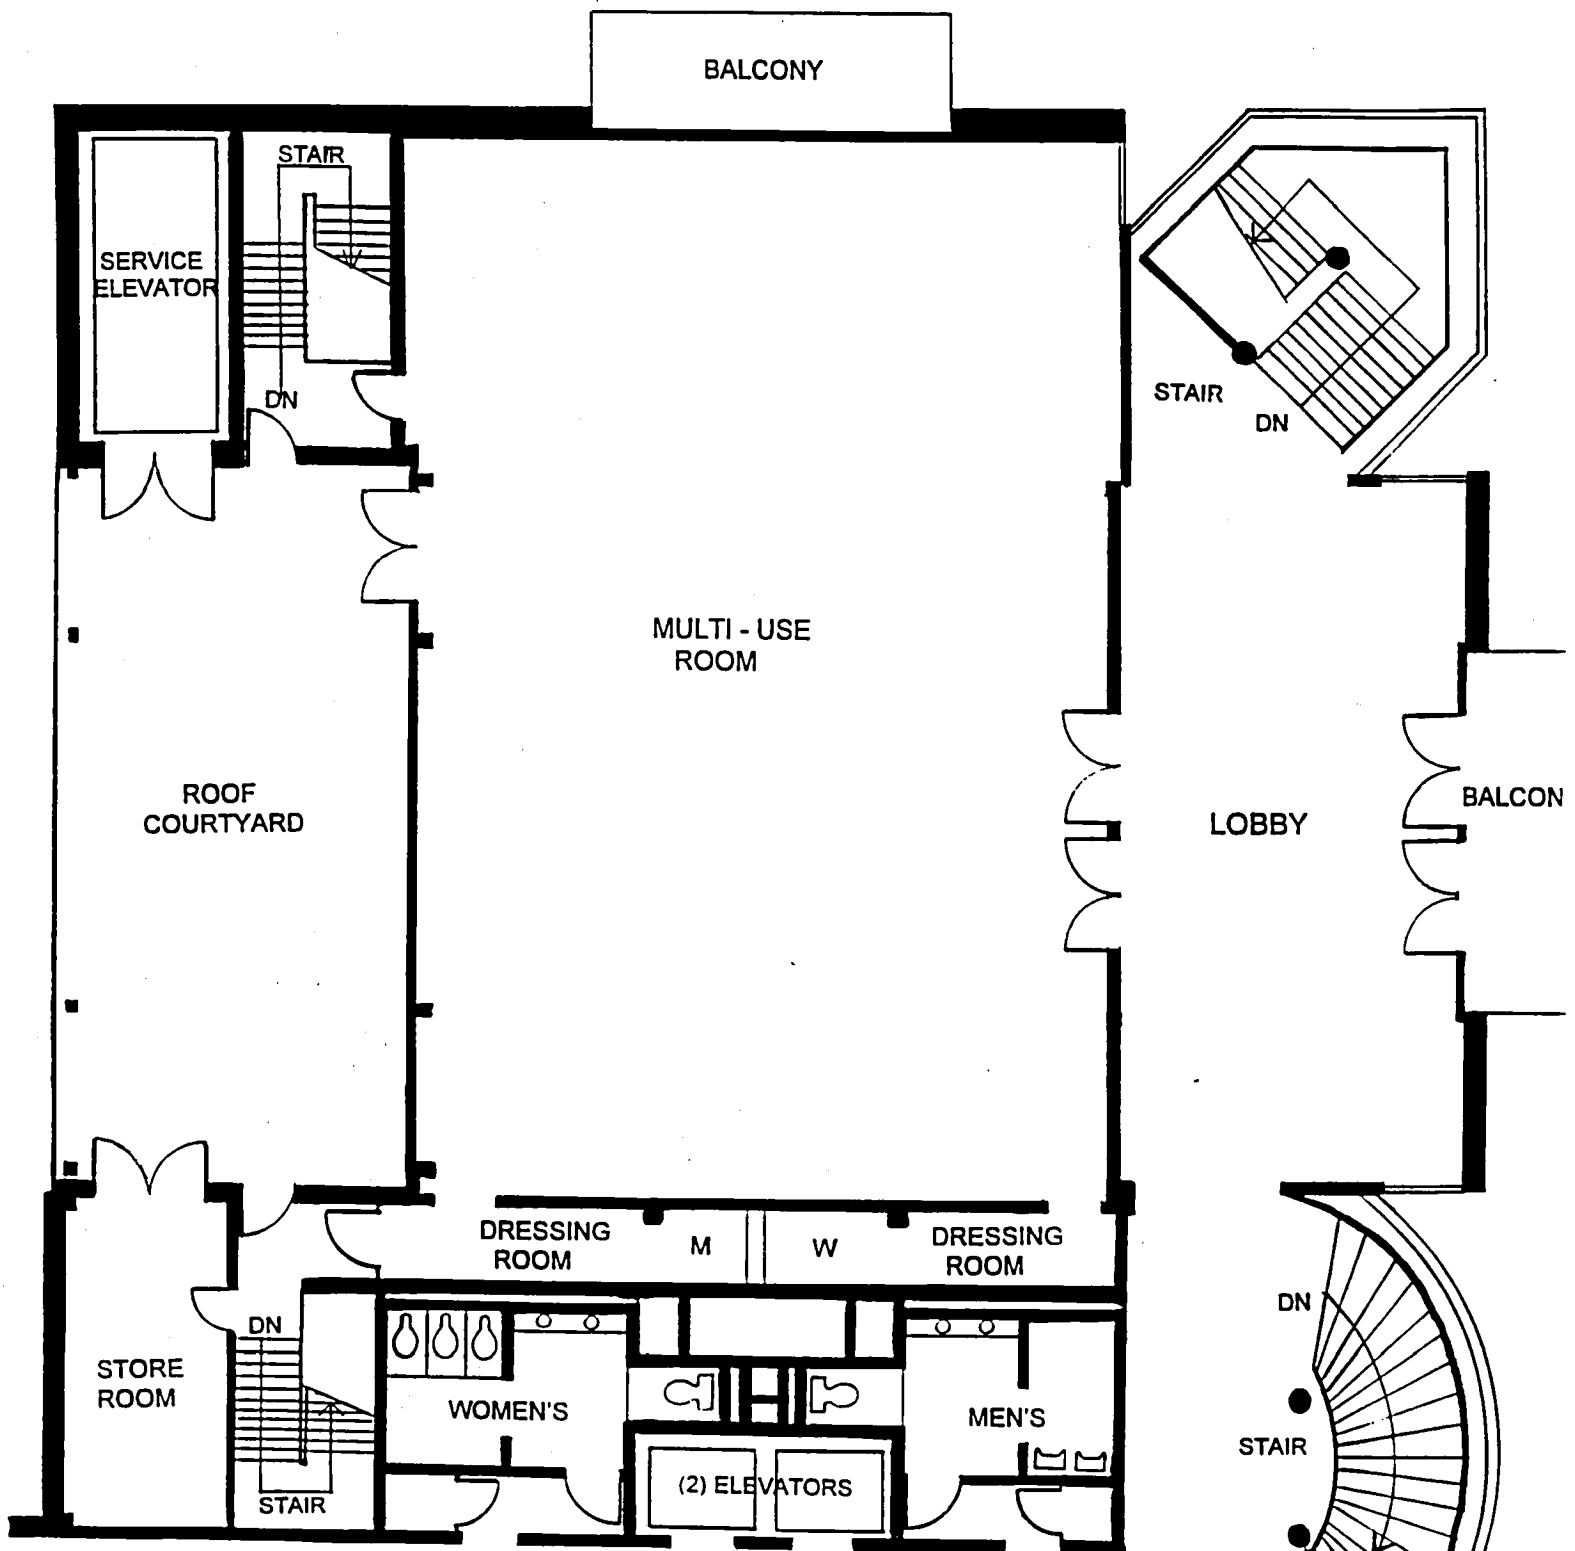 BALCONY
STAIR
SERVICE
ELEVATOR
DN
STAIR
DN
MULTI - USE
ROOM
ROOF
COURTYARD
LOBBY
BALCON
DRESSING
ROOM
M
W
DRESSING
ROOM
DN
DN
STORE
ROOM
WOMEN'S
MEN'S
STAIR
(2) ELEVATORS
STAIR